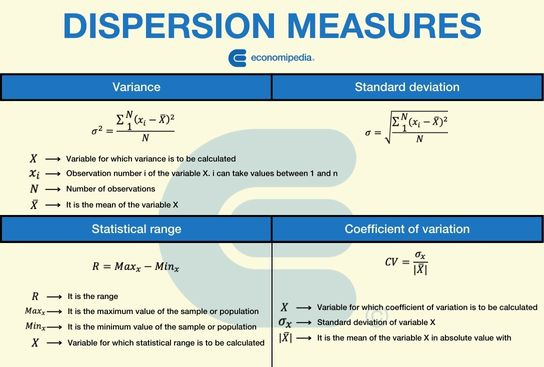 DISPERSION MEASURES
economipedia
Variance
Standard deviation
σ² = Σ₁ᴺ(xᵢ − X̄)² / N
σ = √(Σ₁ᴺ(xᵢ − X̄)² / N)
X → Variable for which variance is to be calculated
xᵢ → Observation number i of the variable X. i can take values between 1 and n
N → Number of observations
X̄ → It is the mean of the variable X
Statistical range
Coefficient of variation
R = Maxₓ − Minₓ
CV = σₓ / |X̄|
R → It is the range
Maxₓ → It is the maximum value of the sample or population
Minₓ → It is the minimum value of the sample or population
X → Variable for which statistical range is to be calculated
X → Variable for which coefficient of variation is to be calculated
σₓ → Standard deviation of variable X
|X̄| → It is the mean of the variable X in absolute value with